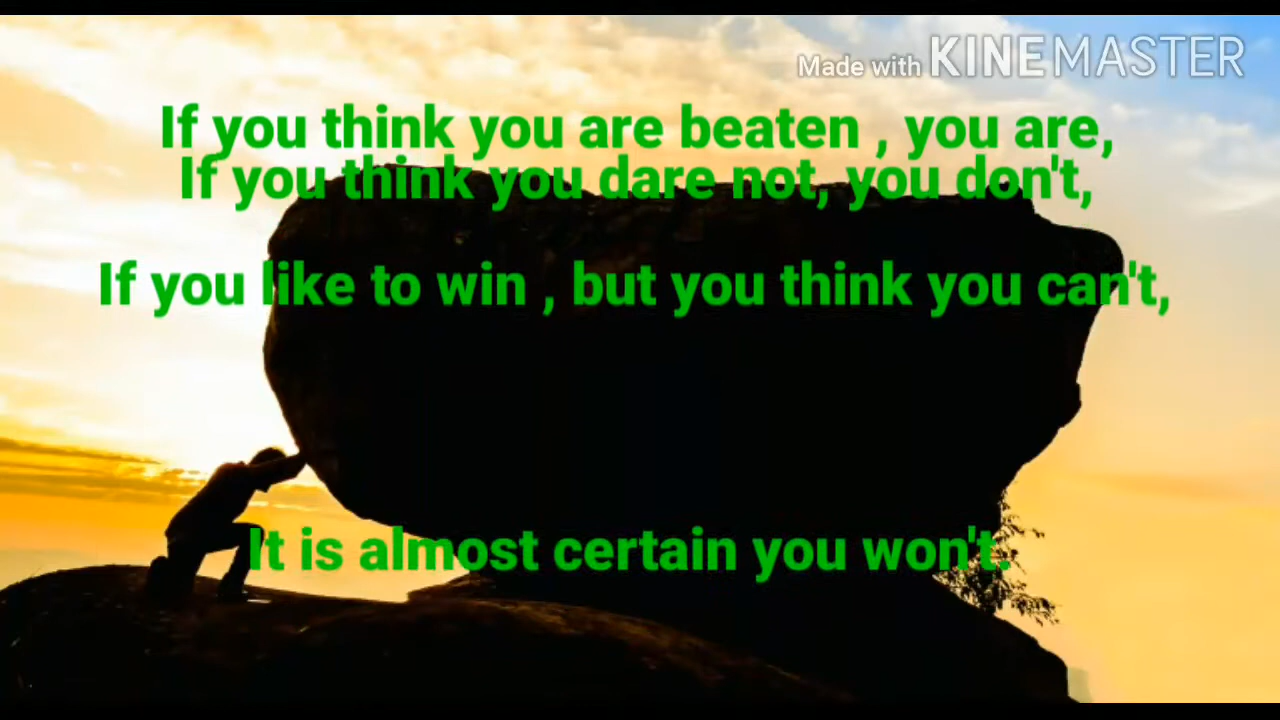 Made with KINEMASTER
If you think you are beaten , you are,
If you think you dare not, you don't,
If you like to win , but you think you can't,
It is almost certain you won't.